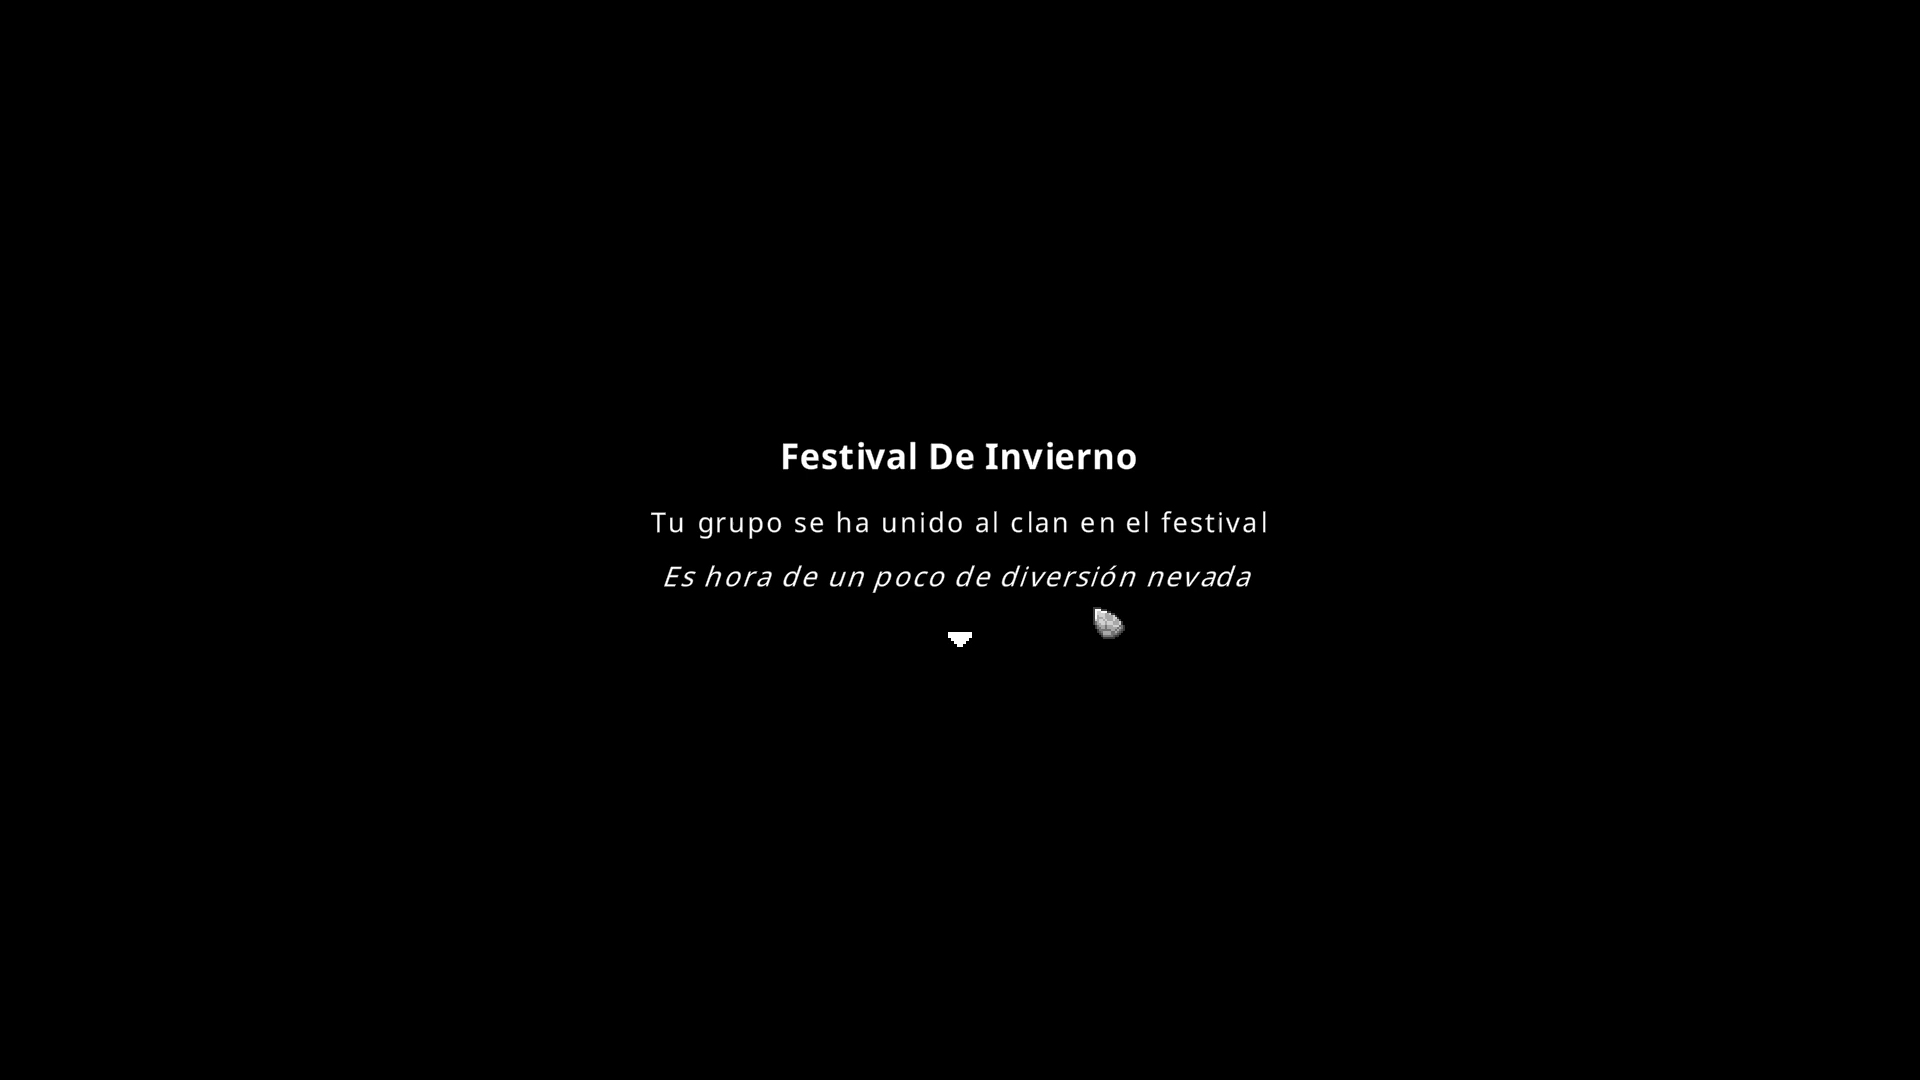 Festival De Invierno
Tu grupo se ha unido al clan en el festival
Es hora de un poco de diversión nevada